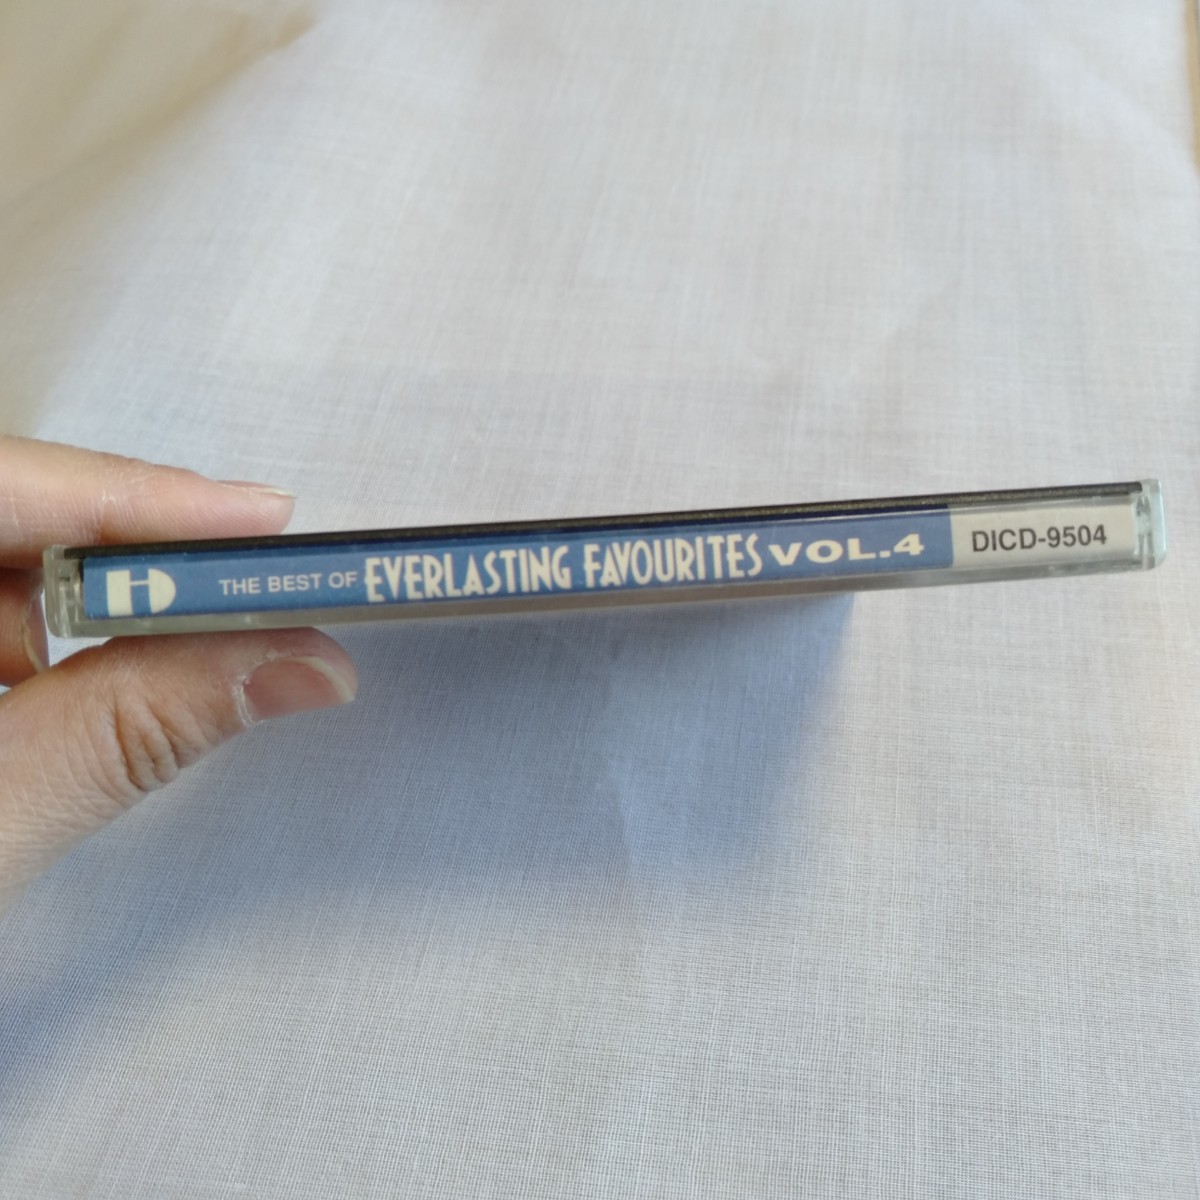 THE BEST OF EVERLASTING FAVOURITES VOL.4 DICD-9504